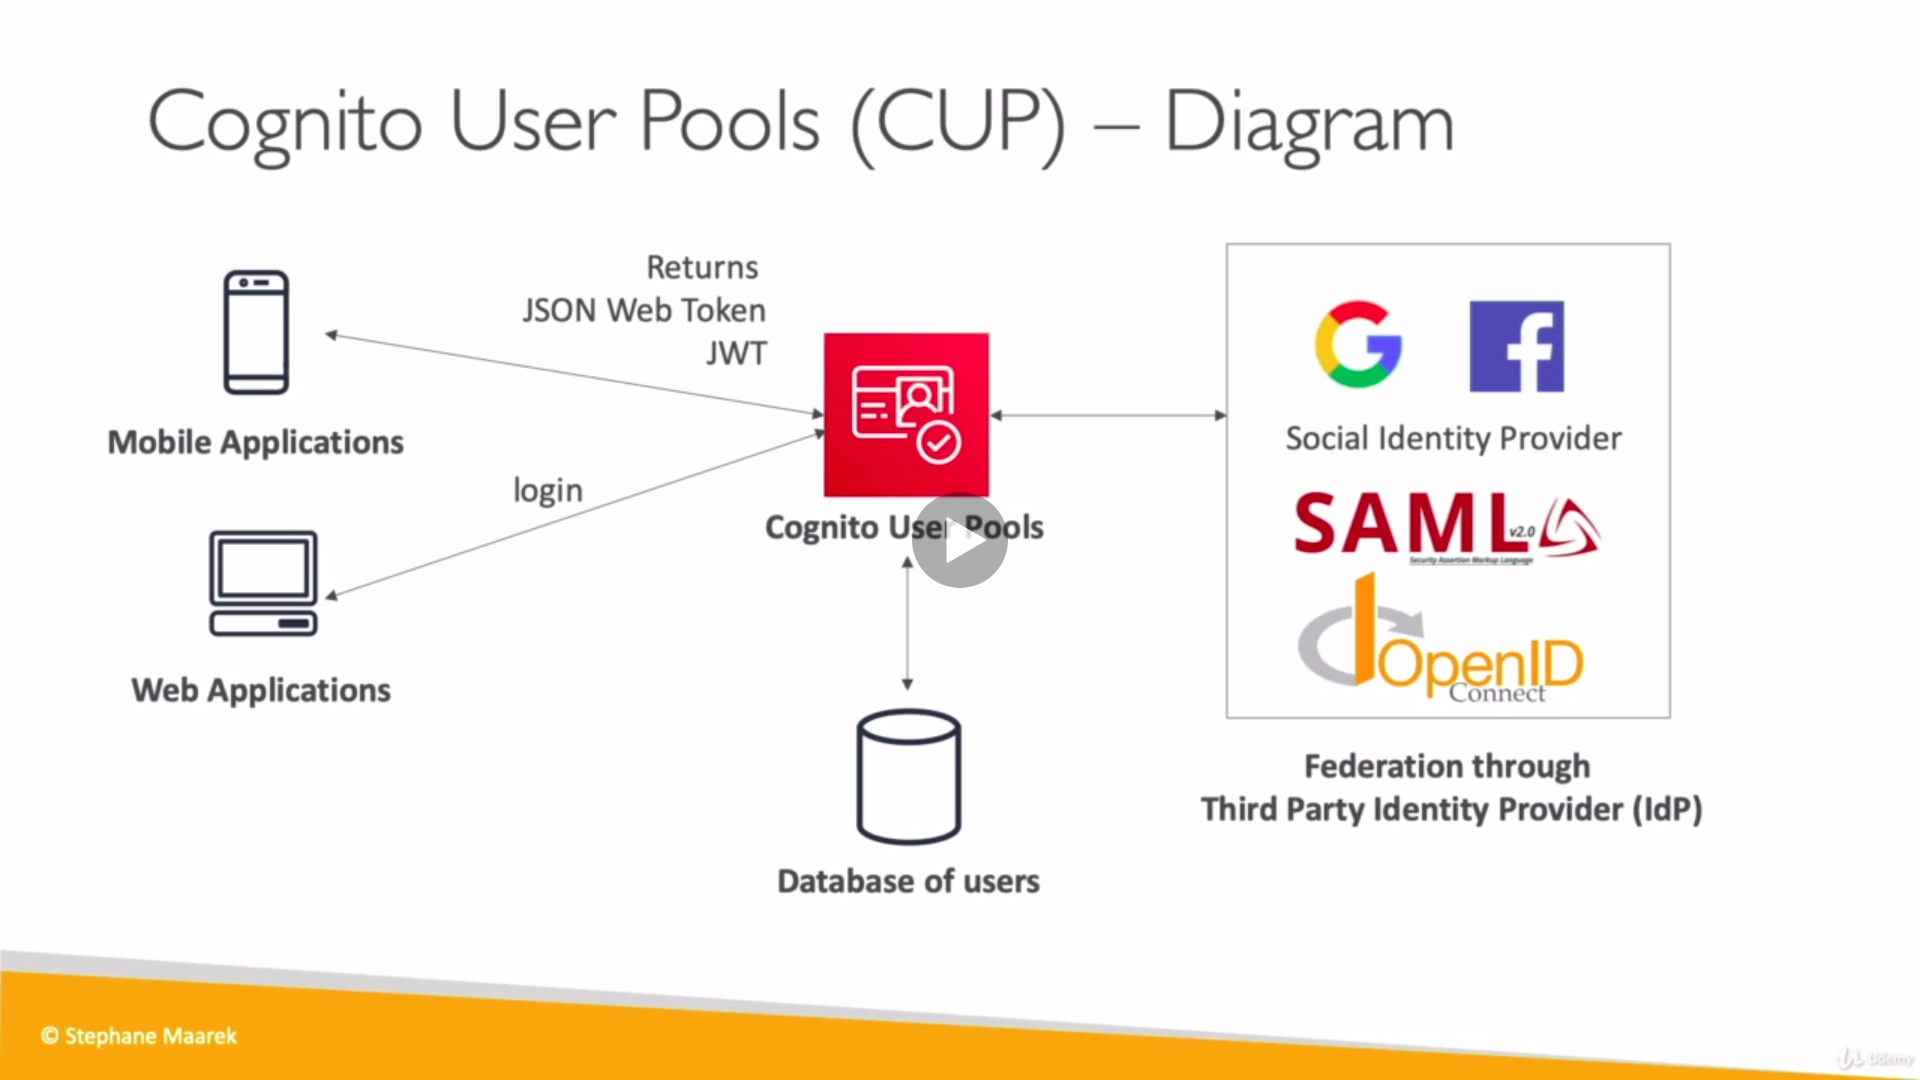 Cognito User Pools (CUP) – Diagram
Returns
JSON Web Token
JWT
Mobile Applications
login
Web Applications
Cognito User Pools
Database of users
Social Identity Provider
SAML
v2.0
Security Assertion Markup Language
OpenID
Connect
Federation through
Third Party Identity Provider (IdP)
© Stephane Maarek
Udemy